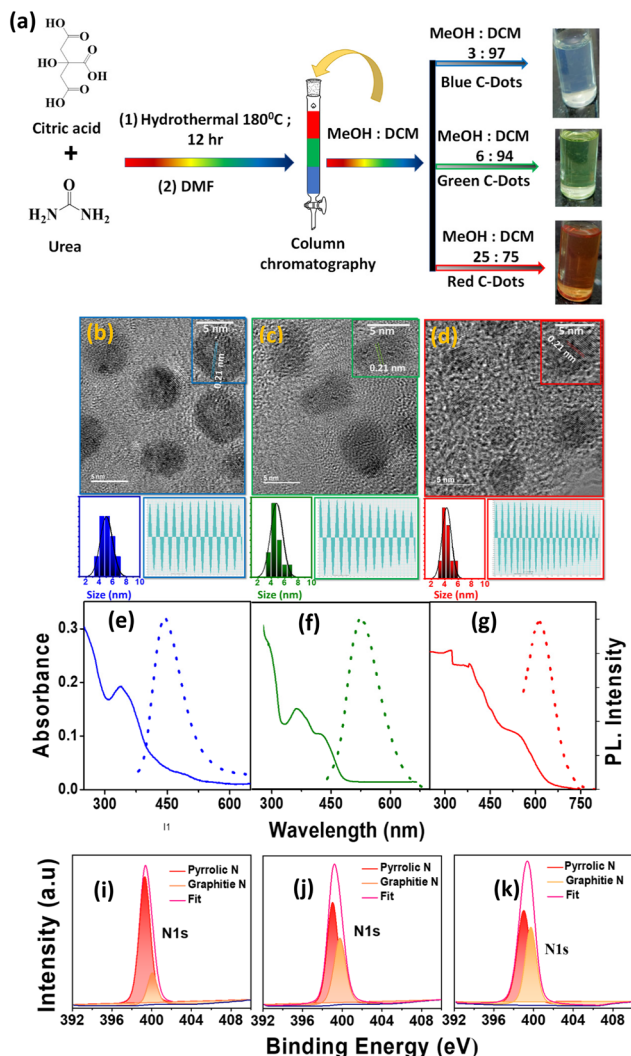 (a)
HO
O
HO
O
OH
HO
O
Citric acid
+
O
H₂N NH₂
Urea
(1) Hydrothermal 180⁰C ;
12 hr
(2) DMF
Column
chromatography
MeOH : DCM
MeOH : DCM
3 : 97
Blue C-Dots
MeOH : DCM
6 : 94
Green C-Dots
MeOH : DCM
25 : 75
Red C-Dots
(b)
5 nm
0.21 nm
5 nm
(c)
5 nm
0.21 nm
5 nm
(d)
5 nm
0.21 nm
5 nm
2 4 6 8 10
Size (nm)
2 4 6 8 10
Size (nm)
2 4 6 8 10
Size (nm)
Absorbance
0.3
0.2
0.1
0.0
(e)
(f)
(g)
PL. Intensity
250 450 600
250 450 600
300 450 600 750
Wavelength (nm)
Intensity (a.u)
(i)
Pyrrolic N
Graphitie N
Fit
N1s
(j)
Pyrrolic N
Graphitie N
Fit
N1s
(k)
Pyrrolic N
Graphitie N
Fit
N1s
392 396 400 404 408
392 396 400 404 408
392 396 400 404 408
Binding Energy (eV)